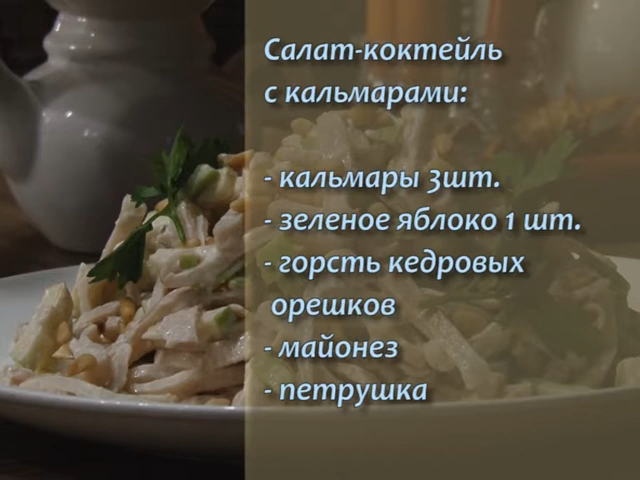 Салат-коктейль
с кальмарами:
- кальмары 3шт.
- зеленое яблоко 1 шт.
- горсть кедровых
орешков
- майонез
- петрушка